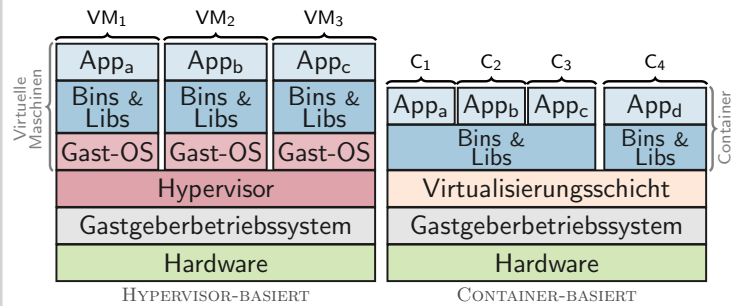 VM₁ VM₂ VM₃
Virtuelle
Maschinen
Appₐ App_b App_c
Bins & Bins & Bins &
Libs Libs Libs
Gast-OS Gast-OS Gast-OS
Hypervisor
Gastgeberbetriebssystem
Hardware
HYPERVISOR-BASIERT
C₁ C₂ C₃ C₄
Appₐ App_b App_c App_d
Bins & Bins &
Libs Libs
Container
Virtualisierungsschicht
Gastgeberbetriebssystem
Hardware
CONTAINER-BASIERT